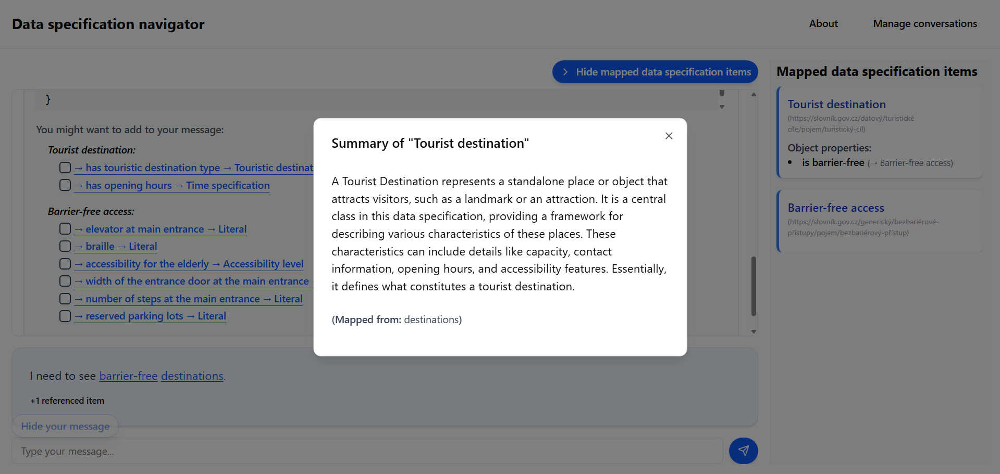 Data specification navigator
About
Manage conversations
Hide mapped data specification items
}
You might want to add to your message:
Tourist destination:
→ has touristic destination type → Touristic destinat
→ has opening hours → Time specification
Barrier-free access:
→ elevator at main entrance → Literal
→ braille → Literal
→ accessibility for the elderly → Accessibility level
→ width of the entrance door at the main entrance
→ number of steps at the main entrance → Literal
→ reserved parking lots → Literal
Summary of "Tourist destination"
A Tourist Destination represents a standalone place or object that
attracts visitors, such as a landmark or an attraction. It is a central
class in this data specification, providing a framework for
describing various characteristics of these places. These
characteristics can include details like capacity, contact
information, opening hours, and accessibility features. Essentially,
it defines what constitutes a tourist destination.
(Mapped from: destinations)
I need to see barrier-free destinations.
+1 referenced item
Hide your message
Type your message...
Mapped data specification items
Tourist destination
(https://slovník.gov.cz/datový/turistické-
cíle/pojem/turistický-cíl)
Object properties:
• is barrier-free (→ Barrier-free access)
Barrier-free access
(https://slovník.gov.cz/generický/bezbariérové-
přístupy/pojem/bezbariérový-přístup)